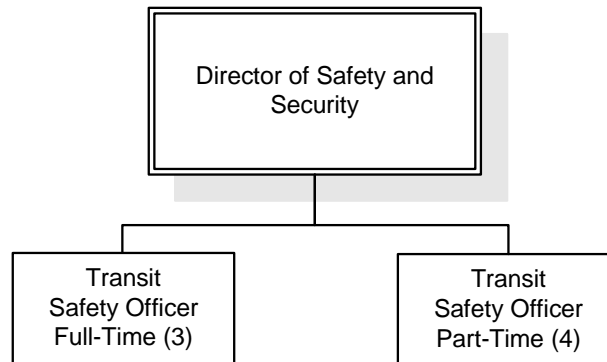 Director of Safety and
Security
Transit
Safety Officer
Full-Time (3)
Transit
Safety Officer
Part-Time (4)